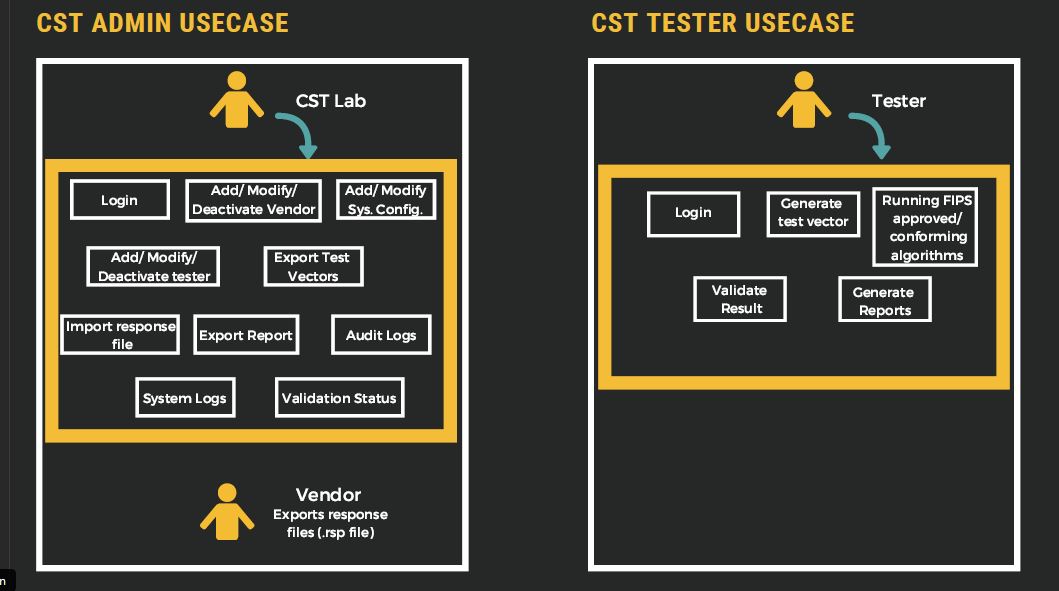 CST ADMIN USECASE
CST Lab
Login
Add/ Modify/
Deactivate Vendor
Add/ Modify
Sys. Config.
Add/ Modify/
Deactivate tester
Export Test
Vectors
Import response
file
Export Report
Audit Logs
System Logs
Validation Status
Vendor
Exports response
files (.rsp file)
CST TESTER USECASE
Tester
Login
Generate
test vector
Running FIPS
approved/
conforming
algorithms
Validate
Result
Generate
Reports